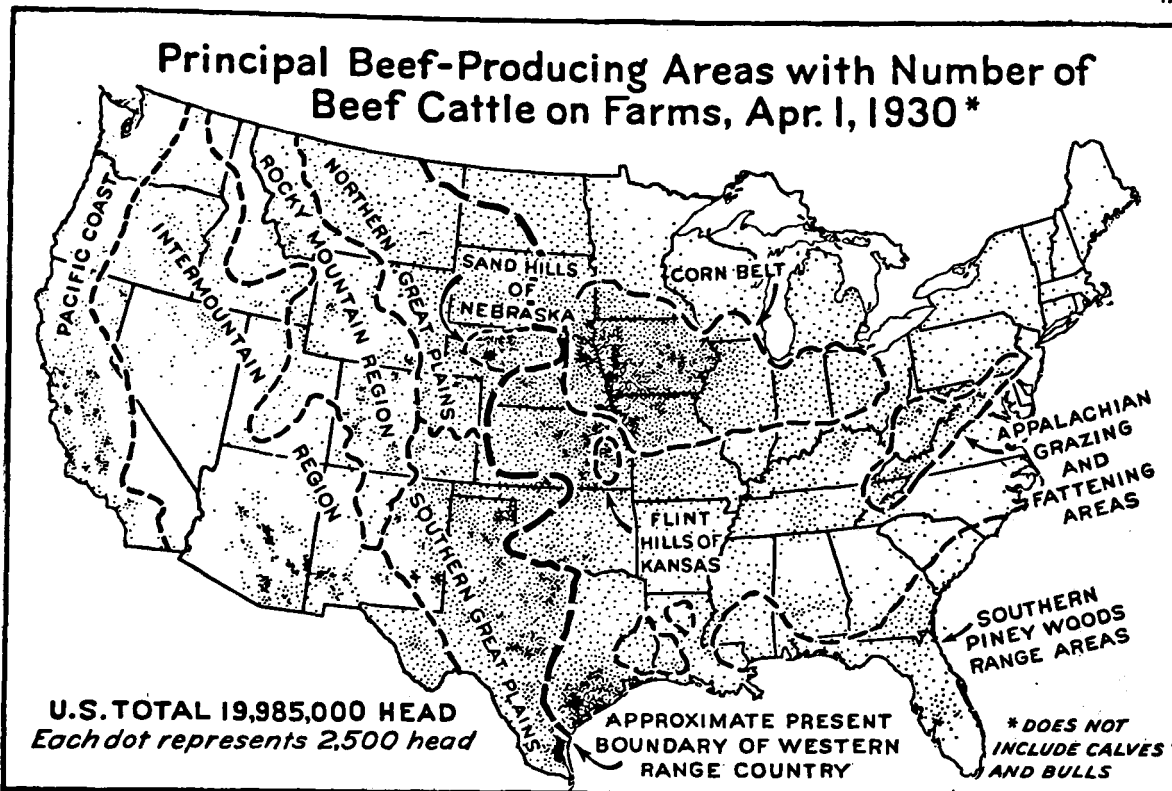 Principal Beef-Producing Areas with Number of
Beef Cattle on Farms, Apr. 1, 1930*
PACIFIC COAST
INTERMOUNTAIN
REGION
ROCKY MOUNTAIN REGION
NORTHERN GREAT PLAINS
SAND HILLS
OF
NEBRASKA
CORN BELT
SOUTHERN GREAT PLAINS
FLINT
HILLS OF
KANSAS
APPALACHIAN
GRAZING
AND
FATTENING
AREAS
SOUTHERN
PINEY WOODS
RANGE AREAS
U.S. TOTAL 19,985,000 HEAD
Each dot represents 2,500 head
APPROXIMATE PRESENT
BOUNDARY OF WESTERN
RANGE COUNTRY
* DOES NOT
INCLUDE CALVES
AND BULLS